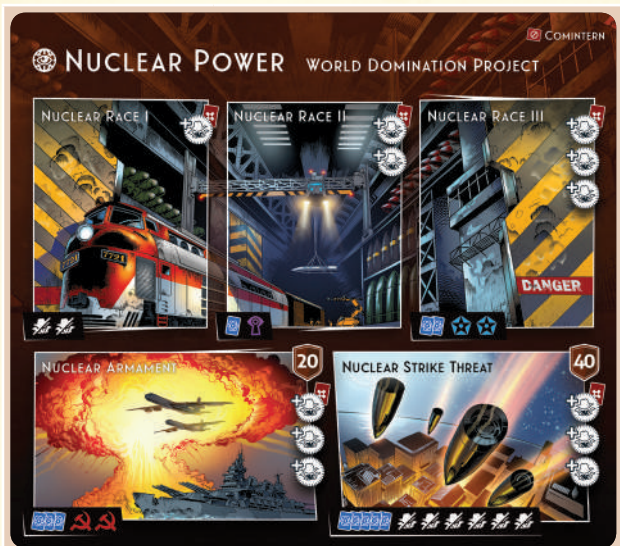 COMINTERN
NUCLEAR POWER WORLD DOMINATION PROJECT
NUCLEAR RACE I
NUCLEAR RACE II
NUCLEAR RACE III
+
+
+
+
+
+
7721
DANGER
NUCLEAR ARMAMENT
20
NUCLEAR STRIKE THREAT
40
+
+
+
+
+
+